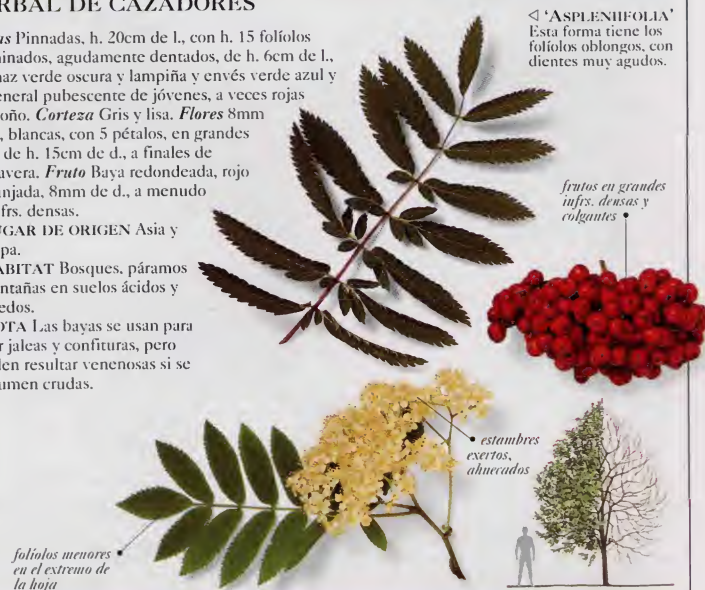 RBAL DE CAZADORES
as Pinnadas, h. 20cm de l., con h. 15 folíolos
inados, agudamente dentados, de h. 6cm de l.,
naz verde oscura y lampiña y envés verde azul y
eneral pubescente de jóvenes, a veces rojas
oño. Corteza Gris y lisa. Flores 8mm
, blancas, con 5 pétalos, en grandes
de h. 15cm de d., a finales de
avera. Fruto Baya redondeada, rojo
anjada, 8mm de d., a menudo
nfrs. densas.
GAR DE ORIGEN Asia y
pa.
ABITAT Bosques, páramos
ntañas en suelos ácidos y
edos.
OTA Las bayas se usan para
r jaleas y confituras, pero
den resultar venenosas si se
umen crudas.
◁ 'ASPLENIIFOLIA'
Esta forma tiene los
folíolos oblongos, con
dientes muy agudos.
frutos en grandes
infrs. densas y
colgantes
estambres
exertos,
ahuecados
folíolos menores
en el extremo de
la hoja